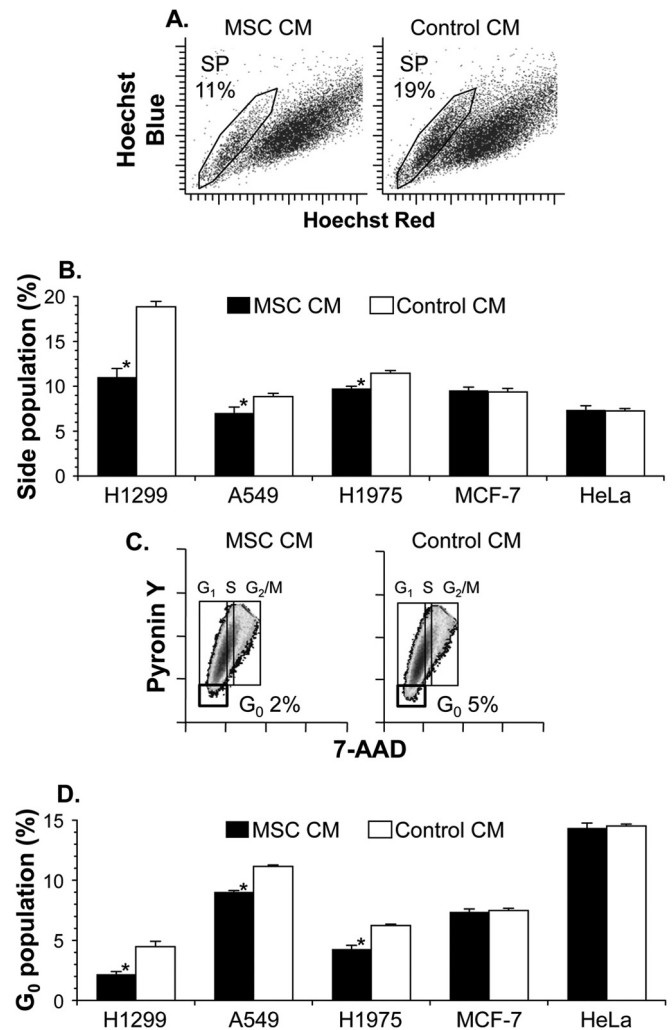 A.
MSC CM Control CM
SP 11%
SP 19%
Hoechst Blue
Hoechst Red
B.
Side population (%)
20
15
10
5
0
MSC CM Control CM
* * *
H1299 A549 H1975 MCF-7 HeLa
C.
MSC CM Control CM
Pyronin Y
G1 S G2/M
G0 2%
G1 S G2/M
G0 5%
7-AAD
D.
G0 population (%)
15
10
5
0
MSC CM Control CM
* * *
H1299 A549 H1975 MCF-7 HeLa